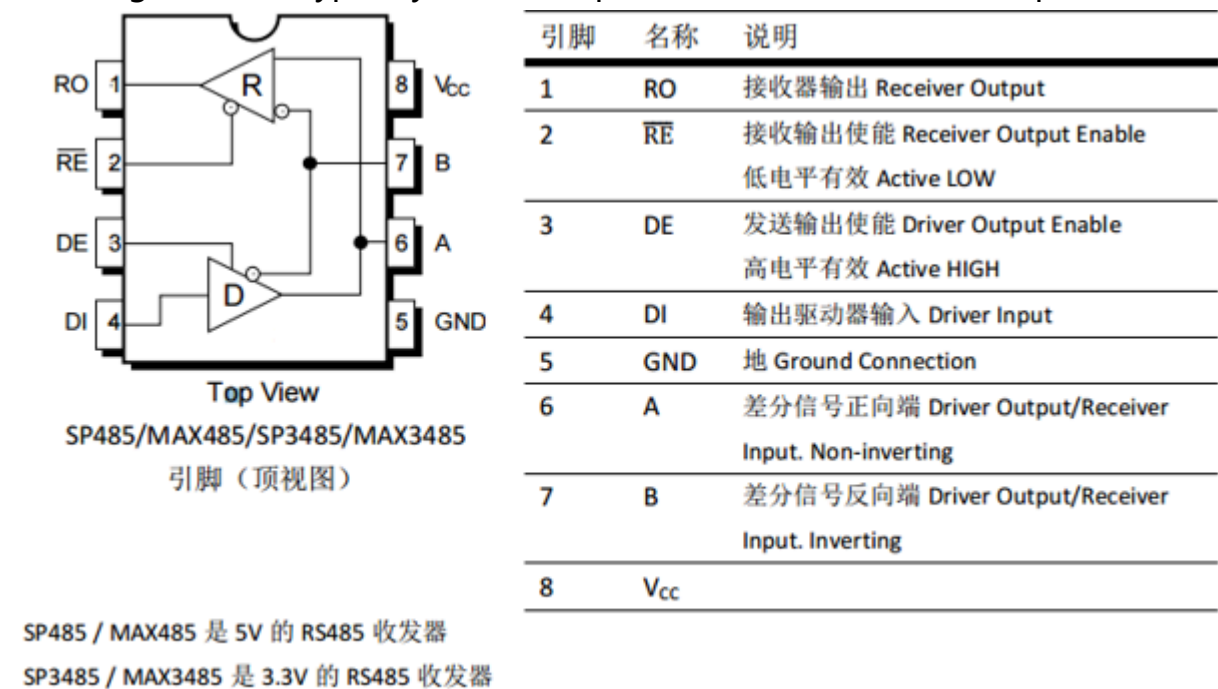 RO 1 R 8 VCC
RE 2 7 B
DE 3 6 A
D
DI 4 5 GND
Top View
SP485/MAX485/SP3485/MAX3485
引脚（顶视图）
引脚 名称 说明
1 RO 接收器输出 Receiver Output
2 R̅E̅ 接收输出使能 Receiver Output Enable
低电平有效 Active LOW
3 DE 发送输出使能 Driver Output Enable
高电平有效 Active HIGH
4 DI 输出驱动器输入 Driver Input
5 GND 地 Ground Connection
6 A 差分信号正向端 Driver Output/Receiver
Input. Non-inverting
7 B 差分信号反向端 Driver Output/Receiver
Input. Inverting
8 VCC
SP485 / MAX485 是 5V 的 RS485 收发器
SP3485 / MAX3485 是 3.3V 的 RS485 收发器